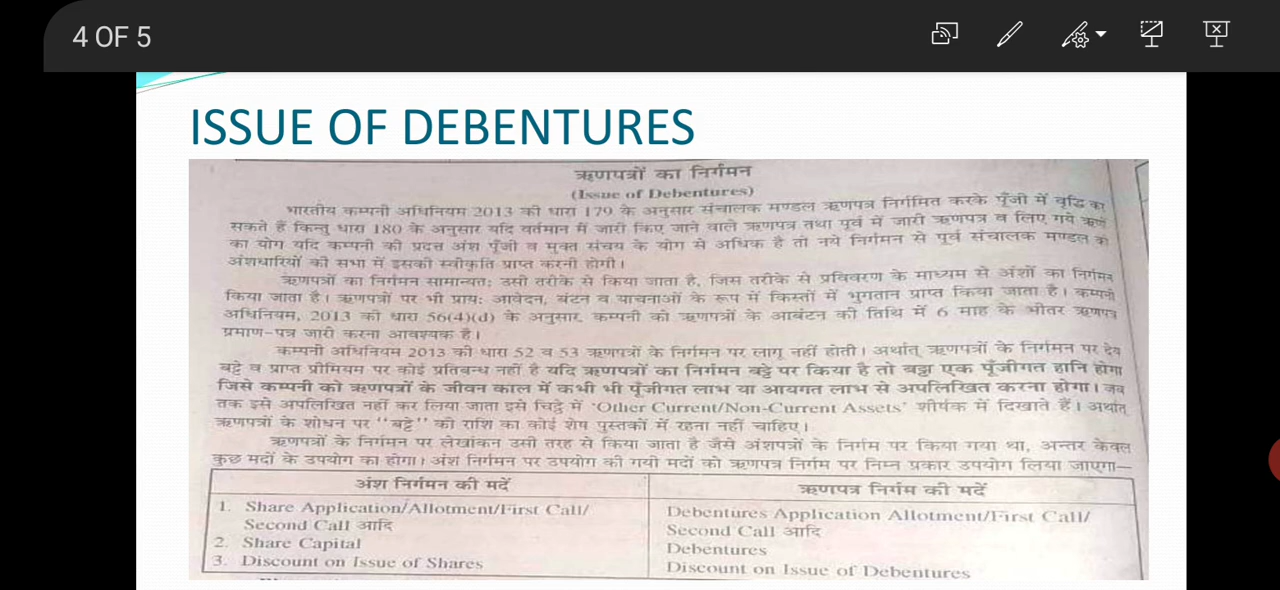 4 OF 5
ISSUE OF DEBENTURES
ऋणपत्रों का निर्गमन
(Issue of Debentures)
भारतीय कम्पनी अधिनियम 2013 की धारा 179 के अनुसार संचालक मण्डल ऋणपत्र निर्गमित करके पूँजी में वृद्धि कर
सकते हैं किन्तु धारा 180 के अनुसार यदि वर्तमान में जारी किए जाने वाले ऋणपत्र तथा पूर्व में जारी ऋणपत्र व लिए गये ऋणों
का योग यदि कम्पनी की प्रदत्त अंश पूँजी व मुक्त संचय के योग से अधिक है तो नये निर्गमन से पूर्व संचालक मण्डल को
अंशधारियों की सभा में इसकी स्वीकृति प्राप्त करनी होगी।
ऋणपत्रों का निर्गमन सामान्यतः उसी तरीके से किया जाता है, जिस तरीके से प्रविवरण के माध्यम से अंशों का निर्गमन
किया जाता है। ऋणपत्रों पर भी प्रायः आवेदन, बंटन व याचनाओं के रूप में किस्तों में भुगतान प्राप्त किया जाता है। कम्पनी
अधिनियम, 2013 की धारा 56(4)(d) के अनुसार कम्पनी को ऋणपत्रों के आबंटन की तिथि में 6 माह के भीतर ऋणपत्र
प्रमाण-पत्र जारी करना आवश्यक है।
कम्पनी अधिनियम 2013 की धारा 52 व 53 ऋणपत्रों के निर्गमन पर लागू नहीं होती। अर्थात् ऋणपत्रों के निर्गमन पर देय
बट्टे व प्राप्त प्रीमियम पर कोई प्रतिबन्ध नहीं है यदि ऋणपत्रों का निर्गमन बट्टे पर किया है तो बट्टा एक पूँजीगत हानि होगा
जिसे कम्पनी को ऋणपत्रों के जीवन काल में कभी भी पूँजीगत लाभ या आयगत लाभ से अपलिखित करना होगा। जब
तक इसे अपलिखित नहीं कर लिया जाता इसे चिट्ठे में 'Other Current/Non-Current Assets' शीर्षक में दिखाते हैं। अर्थात्
ऋणपत्रों के शोधन पर "बट्टे" की राशि का कोई शेष पुस्तकों में रहना नहीं चाहिए।
ऋणपत्रों के निर्गमन पर लेखांकन उसी तरह से किया जाता है जैसे अंशपत्रों के निर्गम पर किया गया था, अन्तर केवल
कुछ मदों के उपयोग का होगा। अंश निर्गमन पर उपयोग की गयी मदों को ऋणपत्र निर्गम पर निम्न प्रकार उपयोग लिया जाएगा—
अंश निर्गमन की मदें
1. Share Application/Allotment/First Call/
Second Call आदि
2. Share Capital
3. Discount on Issue of Shares
ऋणपत्र निर्गम की मदें
Debentures Application Allotment/First Call/
Second Call आदि
Debentures
Discount on Issue of Debentures